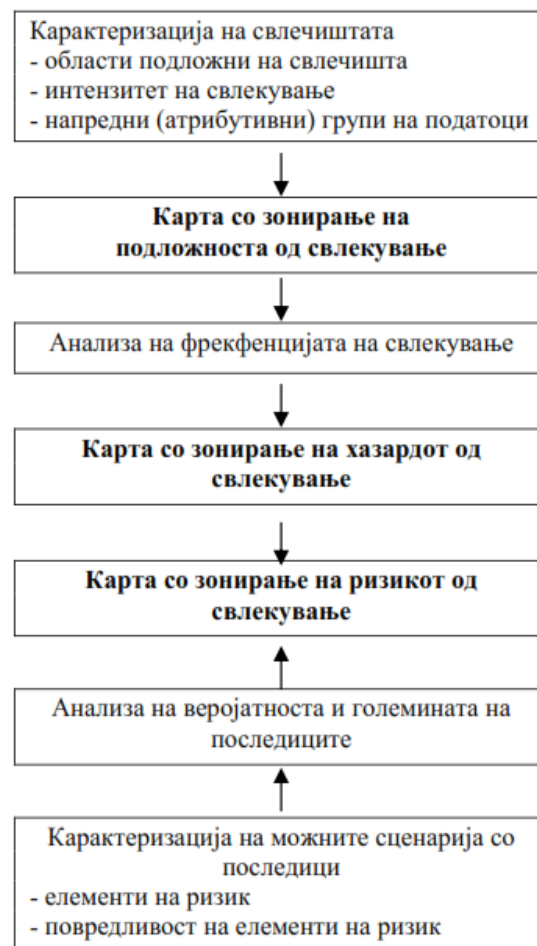 Карактеризација на свлечиштата
- области подложни на свлечишта
- интензитет на свлекување
- напредни (атрибутивни) групи на податоци
Карта со зонирање на
подложноста од свлекување
Анализа на фрекфенцијата на свлекување
Карта со зонирање на хазардот од
свлекување
Карта со зонирање на ризикот од
свлекување
Анализа на веројатноста и големината на
последиците
Карактеризација на можните сценарија со
последици
- елементи на ризик
- повредливост на елементи на ризик